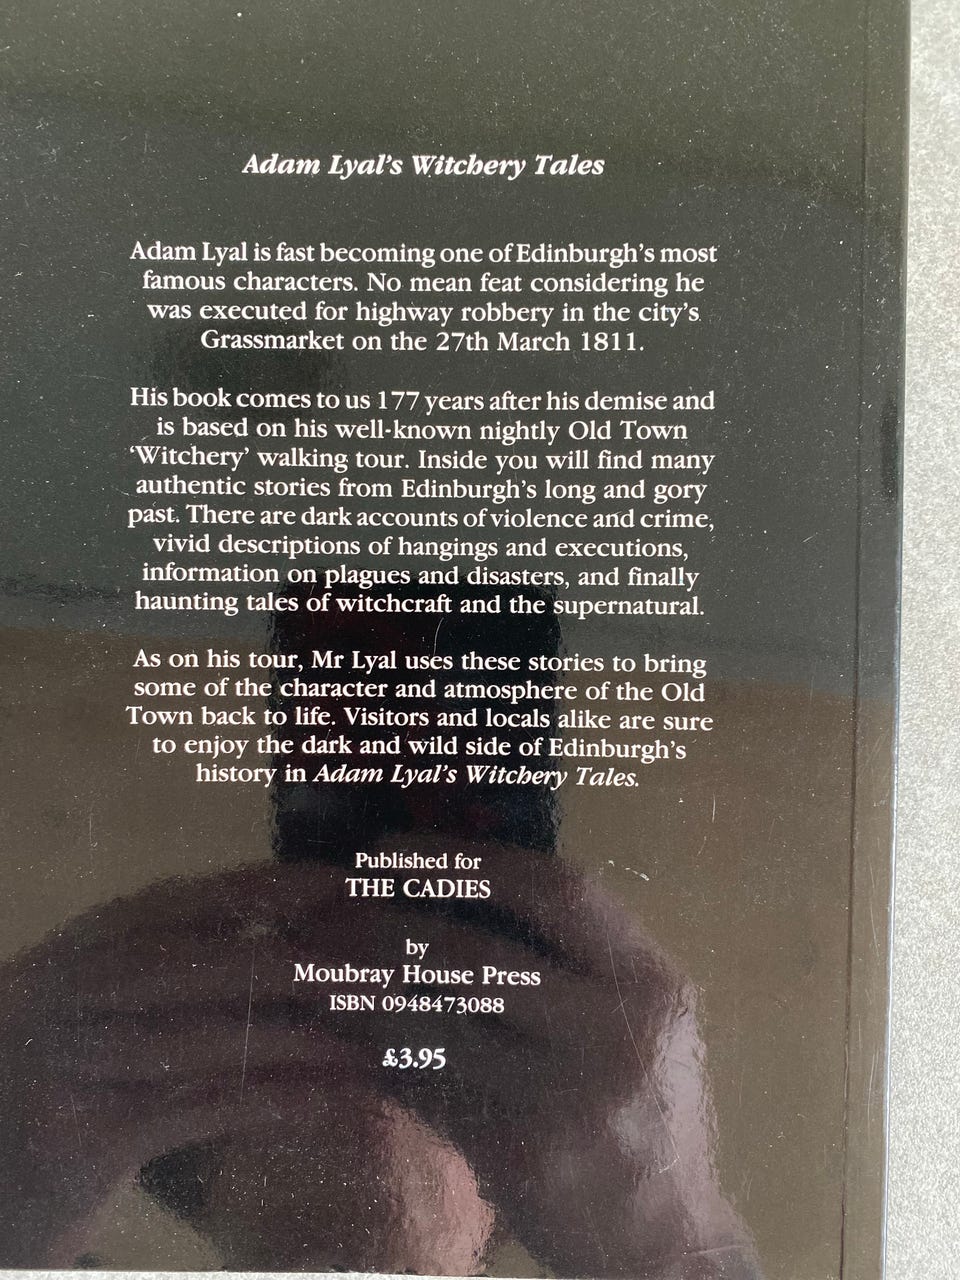 Adam Lyal's Witchery Tales
Adam Lyal is fast becoming one of Edinburgh's most
famous characters. No mean feat considering he
was executed for highway robbery in the city's
Grassmarket on the 27th March 1811.
His book comes to us 177 years after his demise and
is based on his well-known nightly Old Town
‘Witchery’ walking tour. Inside you will find many
authentic stories from Edinburgh's long and gory
past. There are dark accounts of violence and crime,
vivid descriptions of hangings and executions,
information on plagues and disasters, and finally
haunting tales of witchcraft and the supernatural.
As on his tour, Mr Lyal uses these stories to bring
some of the character and atmosphere of the Old
Town back to life. Visitors and locals alike are sure
to enjoy the dark and wild side of Edinburgh's
history in Adam Lyal's Witchery Tales.
Published for
THE CADIES
by
Moubray House Press
ISBN 0948473088
£3.95